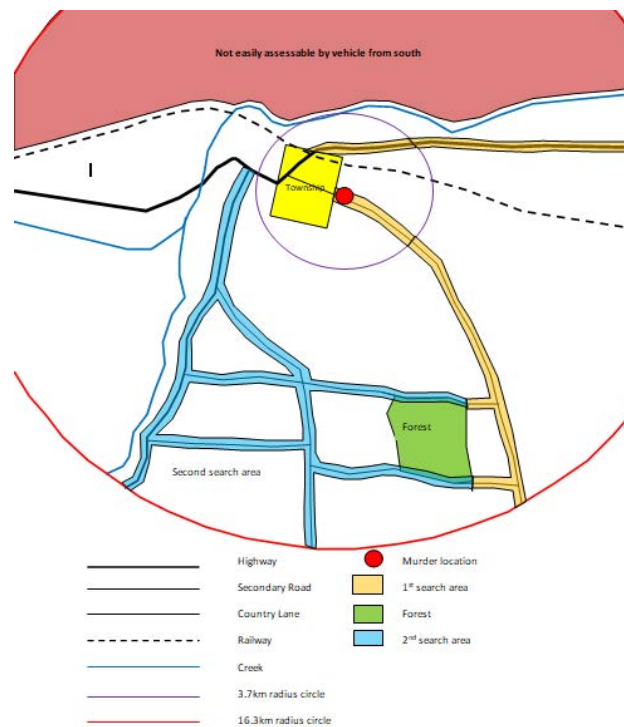 Not easily assessable by vehicle from south
I
Township
Forest
Second search area
Highway
Murder location
Secondary Road
1st search area
Country Lane
Forest
Railway
2nd search area
Creek
3.7km radius circle
16.3km radius circle